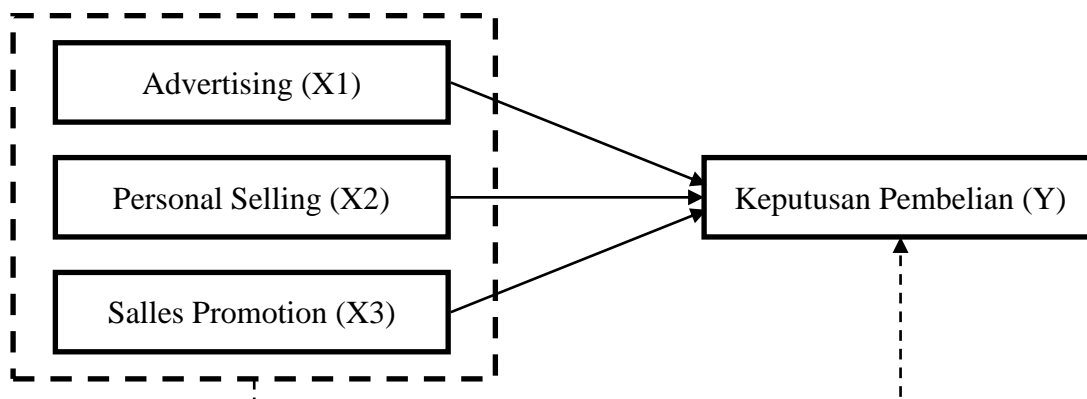 Advertising (X1)
Personal Selling (X2)
Keputusan Pembelian (Y)
Salles Promotion (X3)